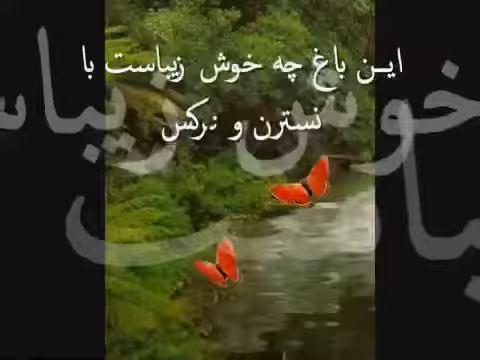 این باغ چه خوش زیباست با
نسترن و نرگس